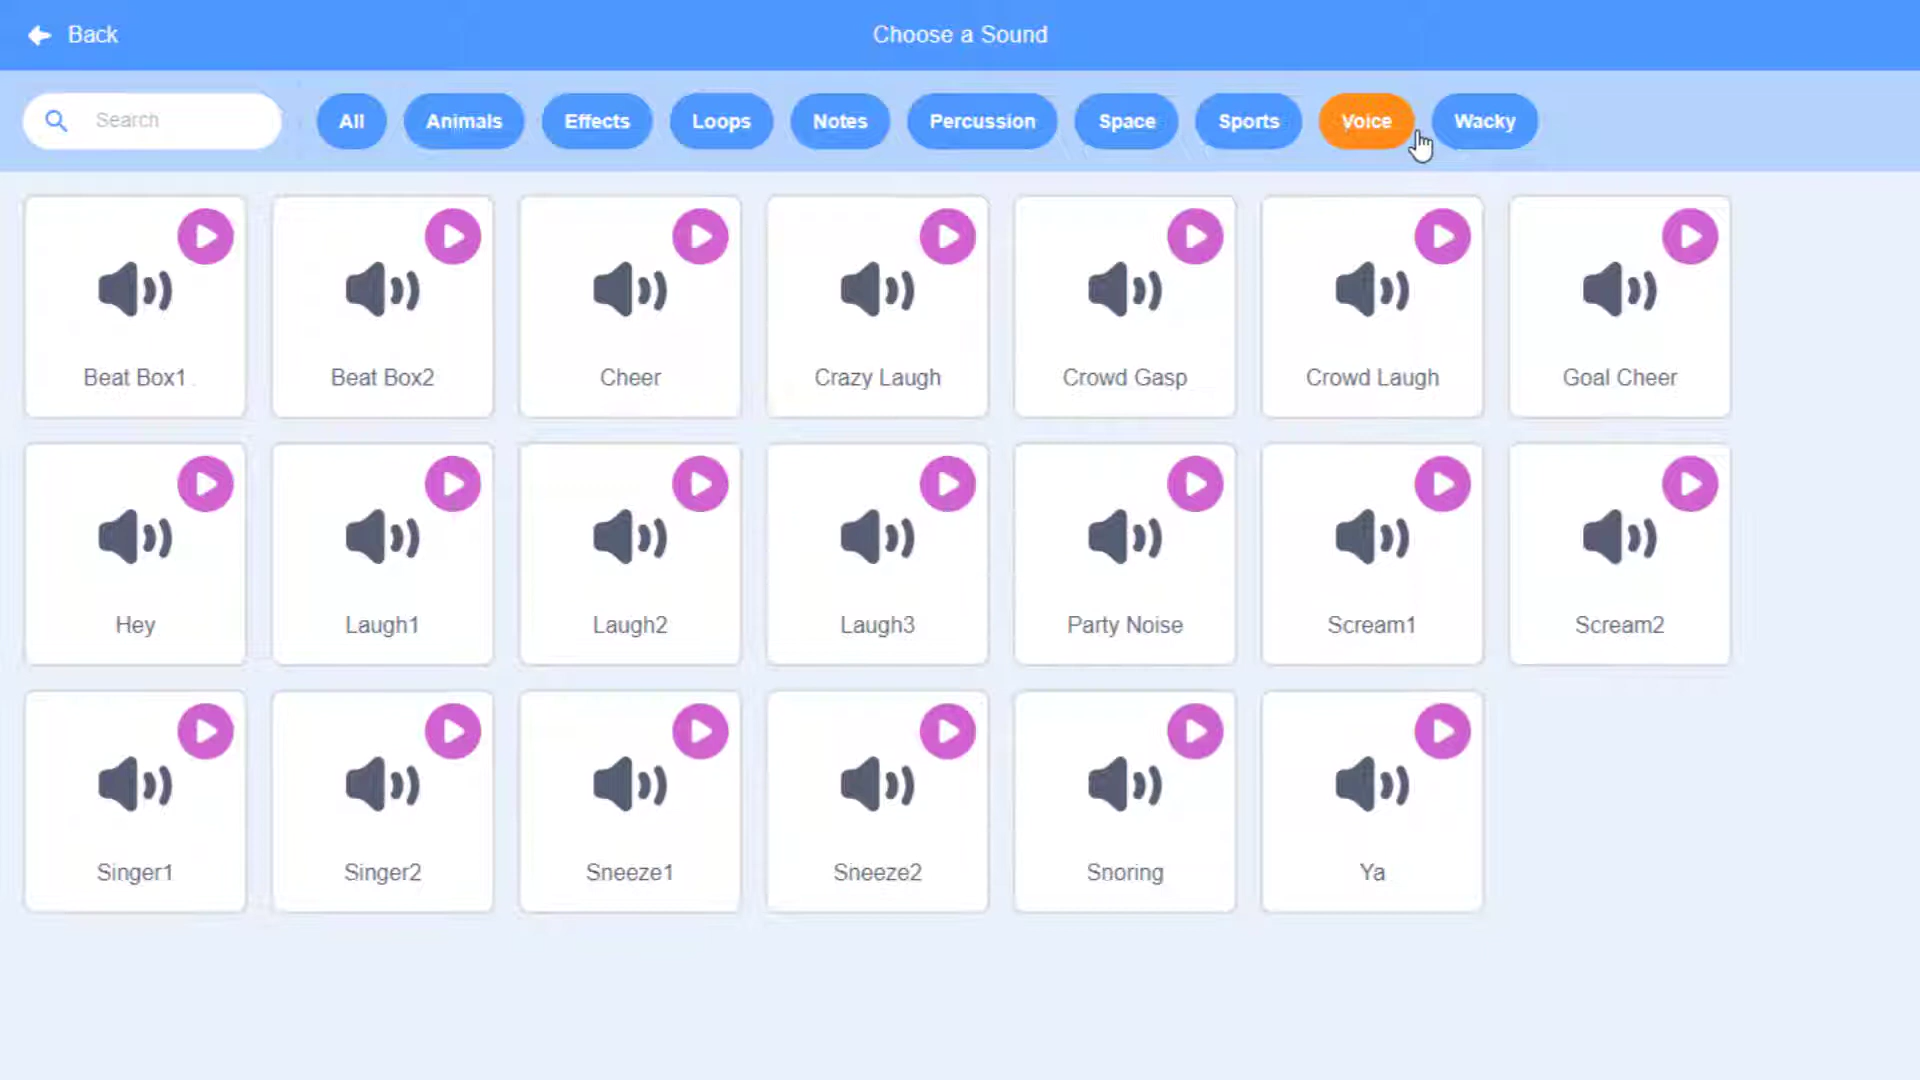 Back Choose a Sound
Search All Animals Effects Loops Notes Percussion Space Sports Voice Wacky
Beat Box1 Beat Box2 Cheer Crazy Laugh Crowd Gasp Crowd Laugh Goal Cheer
Hey Laugh1 Laugh2 Laugh3 Party Noise Scream1 Scream2
Singer1 Singer2 Sneeze1 Sneeze2 Snoring Ya